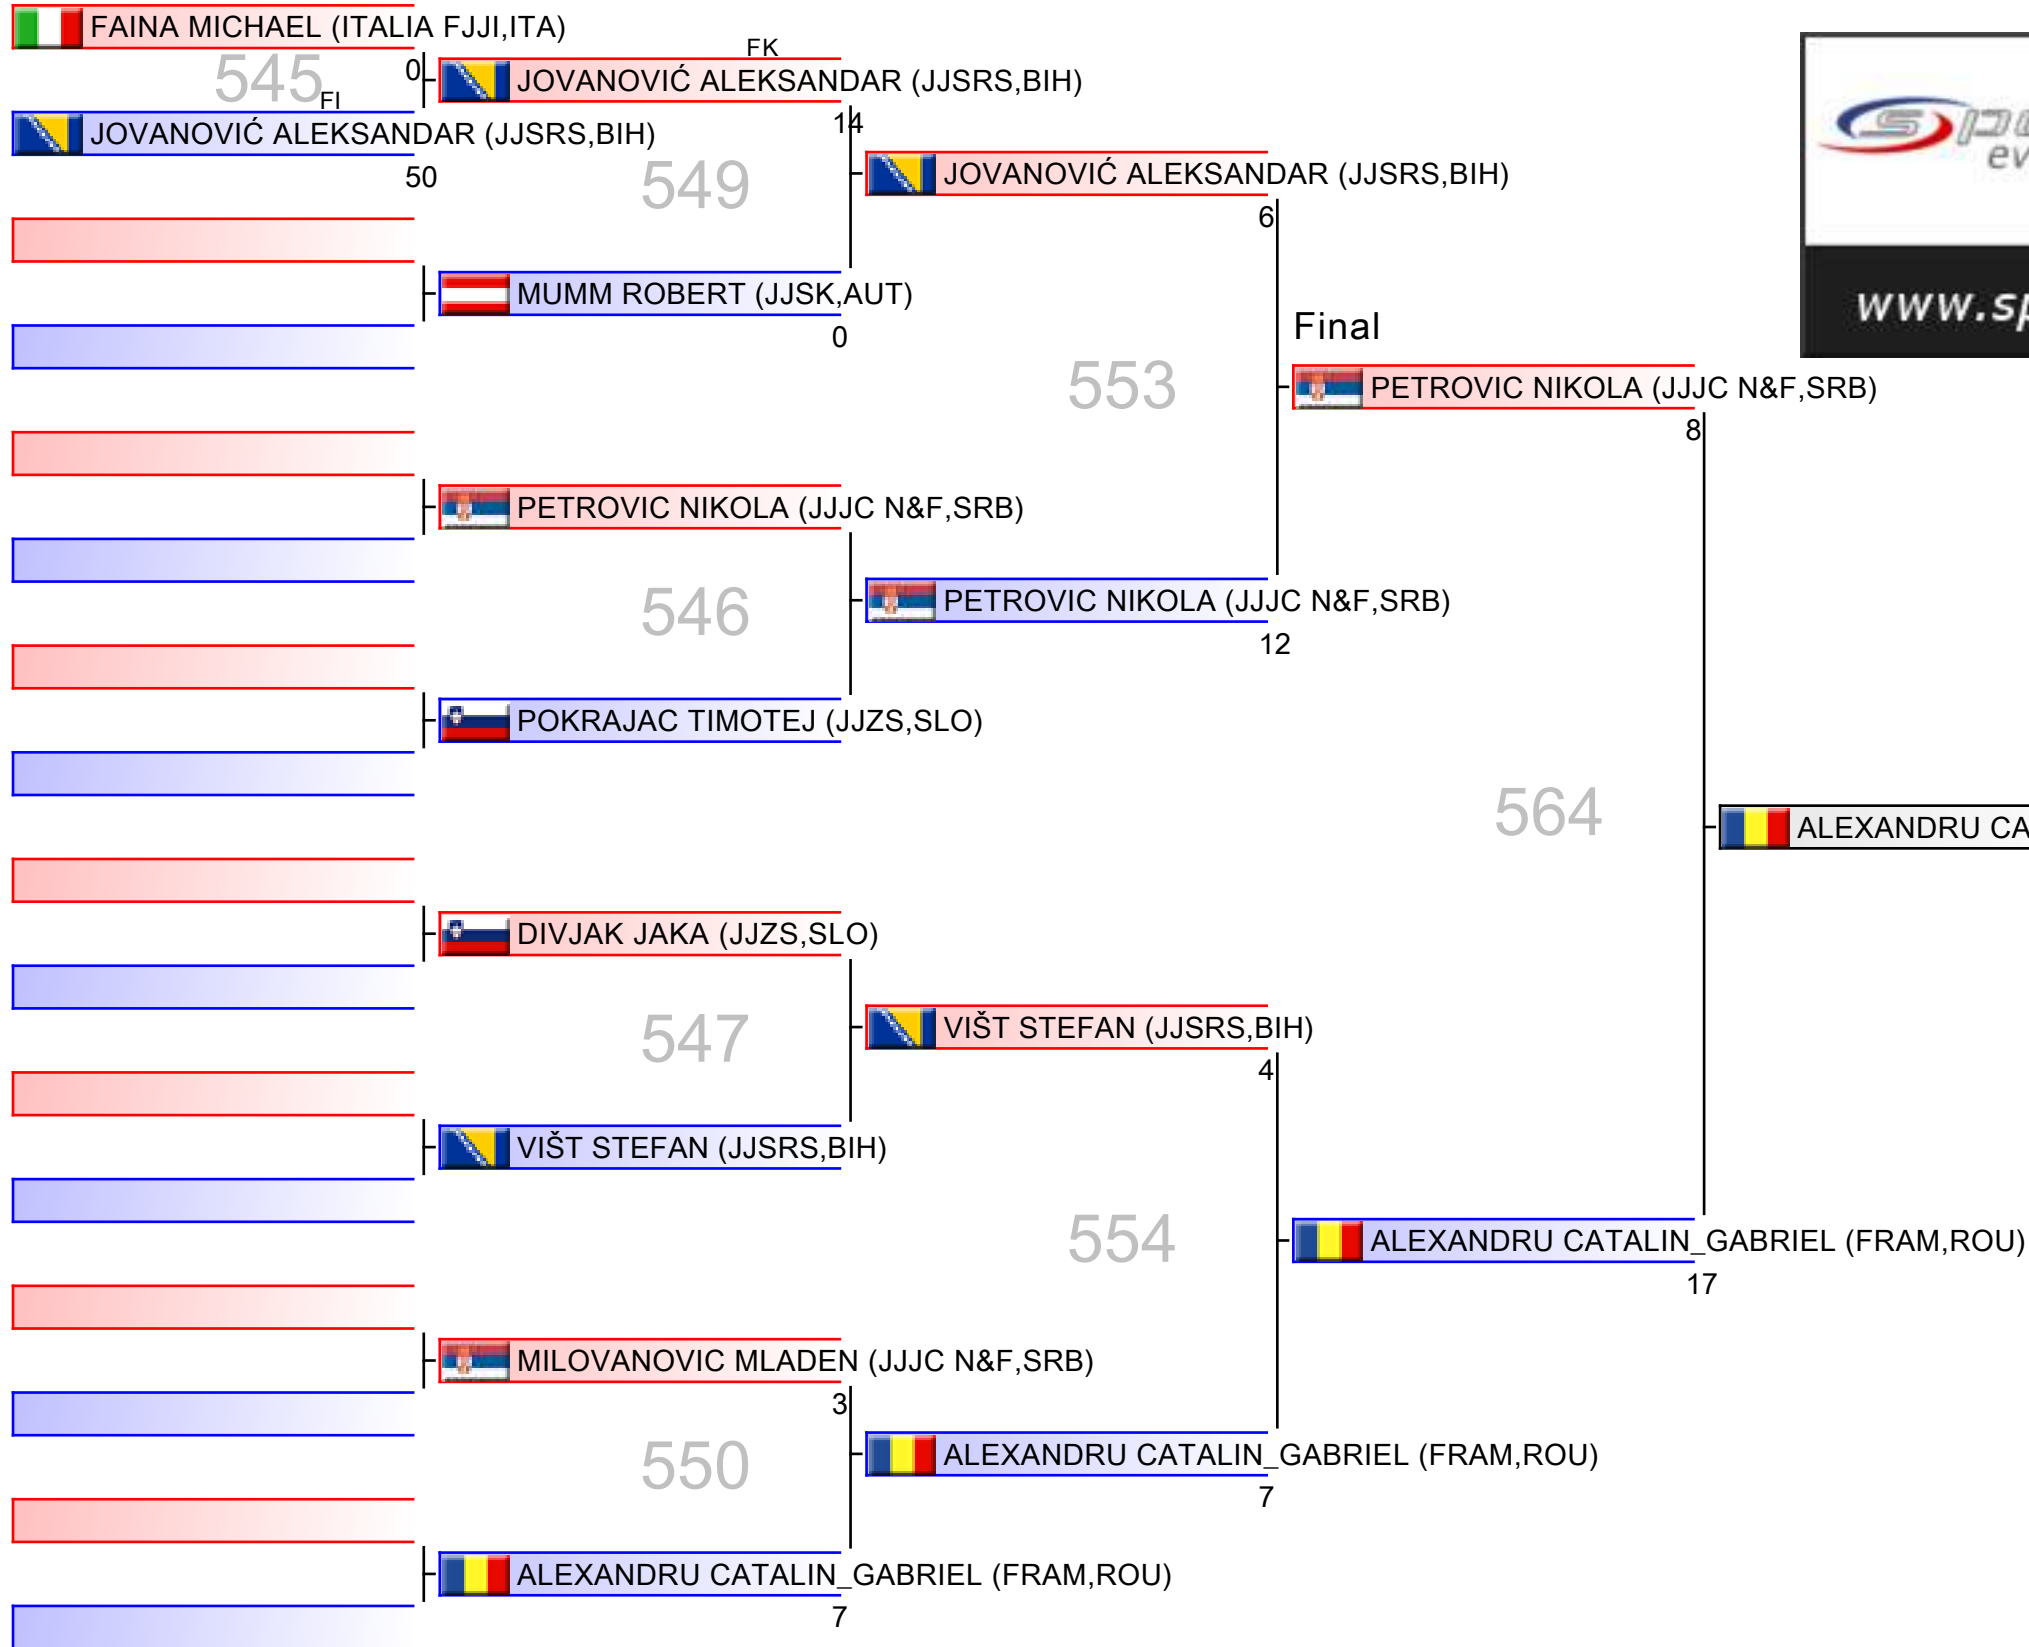 FAINA MICHAEL (ITALIA FJJI,ITA)
545
0
FI
JOVANOVIĆ ALEKSANDAR (JJSRS,BIH)
50
FK
JOVANOVIĆ ALEKSANDAR (JJSRS,BIH)
14
549
MUMM ROBERT (JJSK,AUT)
0
PETROVIC NIKOLA (JJJC N&F,SRB)
546
POKRAJAC TIMOTEJ (JJZS,SLO)
DIVJAK JAKA (JJZS,SLO)
547
VIŠT STEFAN (JJSRS,BIH)
MILOVANOVIC MLADEN (JJJC N&F,SRB)
3
550
ALEXANDRU CATALIN_GABRIEL (FRAM,ROU)
7
JOVANOVIĆ ALEKSANDAR (JJSRS,BIH)
6
553
PETROVIC NIKOLA (JJJC N&F,SRB)
12
VIŠT STEFAN (JJSRS,BIH)
4
554
ALEXANDRU CATALIN_GABRIEL (FRAM,ROU)
7
Final
PETROVIC NIKOLA (JJJC N&F,SRB)
8
564
ALEXANDRU CATALIN_GABRIEL (FRAM,ROU)
17
ALEXANDRU CA
www.sp